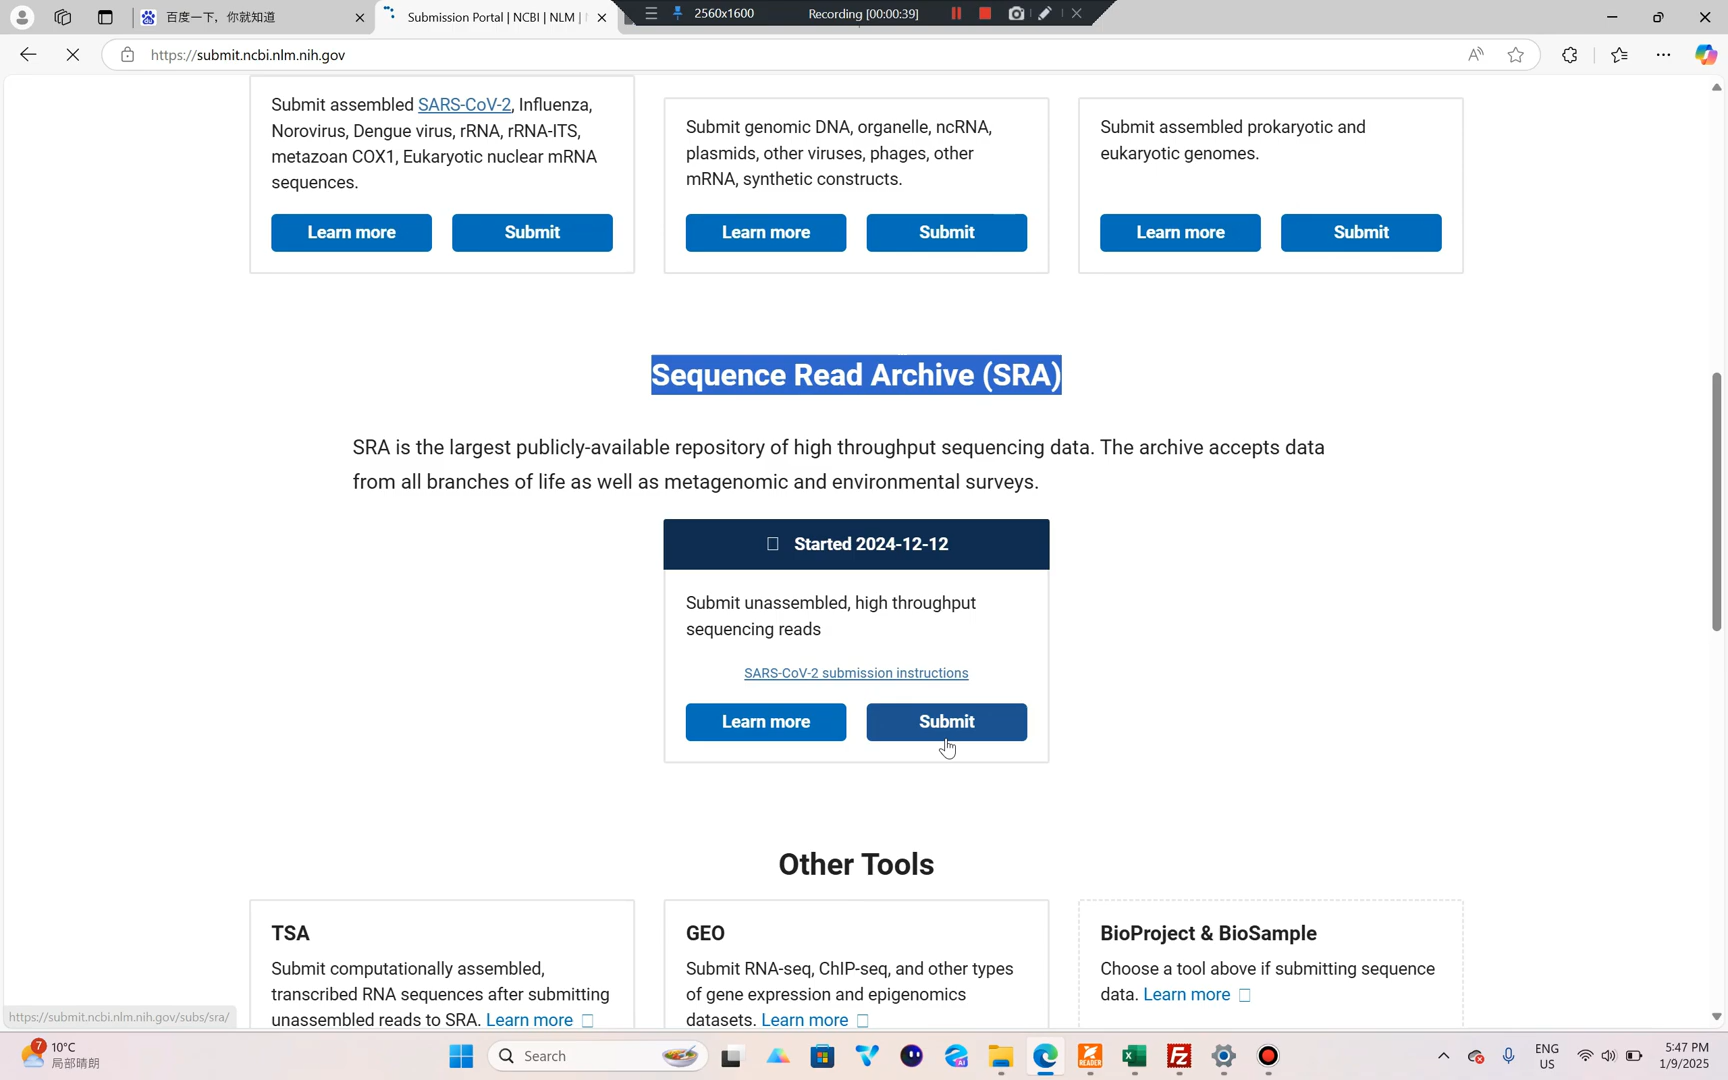 百度一下，你就知道
Submission Portal | NCBI | NLM |
2560x1600
Recording [00:00:39]
https://submit.ncbi.nlm.nih.gov
Submit assembled SARS-CoV-2, Influenza,
Norovirus, Dengue virus, rRNA, rRNA-ITS,
metazoan COX1, Eukaryotic nuclear mRNA
sequences.
Learn more Submit
Submit genomic DNA, organelle, ncRNA,
plasmids, other viruses, phages, other
mRNA, synthetic constructs.
Learn more Submit
Submit assembled prokaryotic and
eukaryotic genomes.
Learn more Submit
Sequence Read Archive (SRA)
SRA is the largest publicly-available repository of high throughput sequencing data. The archive accepts data
from all branches of life as well as metagenomic and environmental surveys.
Started 2024-12-12
Submit unassembled, high throughput
sequencing reads
SARS-CoV-2 submission instructions
Learn more Submit
Other Tools
TSA
Submit computationally assembled,
transcribed RNA sequences after submitting
unassembled reads to SRA. Learn more
GEO
Submit RNA-seq, ChIP-seq, and other types
of gene expression and epigenomics
datasets. Learn more
BioProject & BioSample
Choose a tool above if submitting sequence
data. Learn more
https://submit.ncbi.nlm.nih.gov/subs/sra/
7
10°C
局部晴朗
Search
READER
ENG
US
5:47 PM
1/9/2025